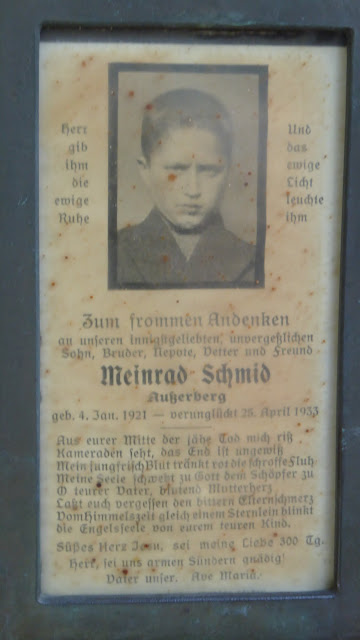 Herr
gib
ihm
die
ewige
Ruhe
Und
das
ewige
Licht
leuchte
ihm
Zum frommen Andenken
an unseren innigstgeliebten, unvergeßlichen
Sohn, Bruder, Nepote, Vetter und Freund
Meinrad Schmid
Außerberg
geb. 4. Jan. 1921 — verunglückt 25. April 1933
Aus eurer Mitte der jähe Tod mich riß
Kameraden seht, das End ist ungewiß
Mein jungfrisch Blut tränkt rot die schroffe Fluh
Meine Seele schwebt zu Gott dem Schöpfer zu
O teurer Vater, blutend Mutterherz
Laßt euch vergessen den bittern Elternschmerz
Vom Himmelszelt gleich einem Sternlein blinkt
die Engelsseele von eurem teuren Kind.
Süßes Herz Jesu, sei meine Liebe 300 Tg.
Herr, sei uns armen Sündern gnädig!
Vater unser. Ave Maria.